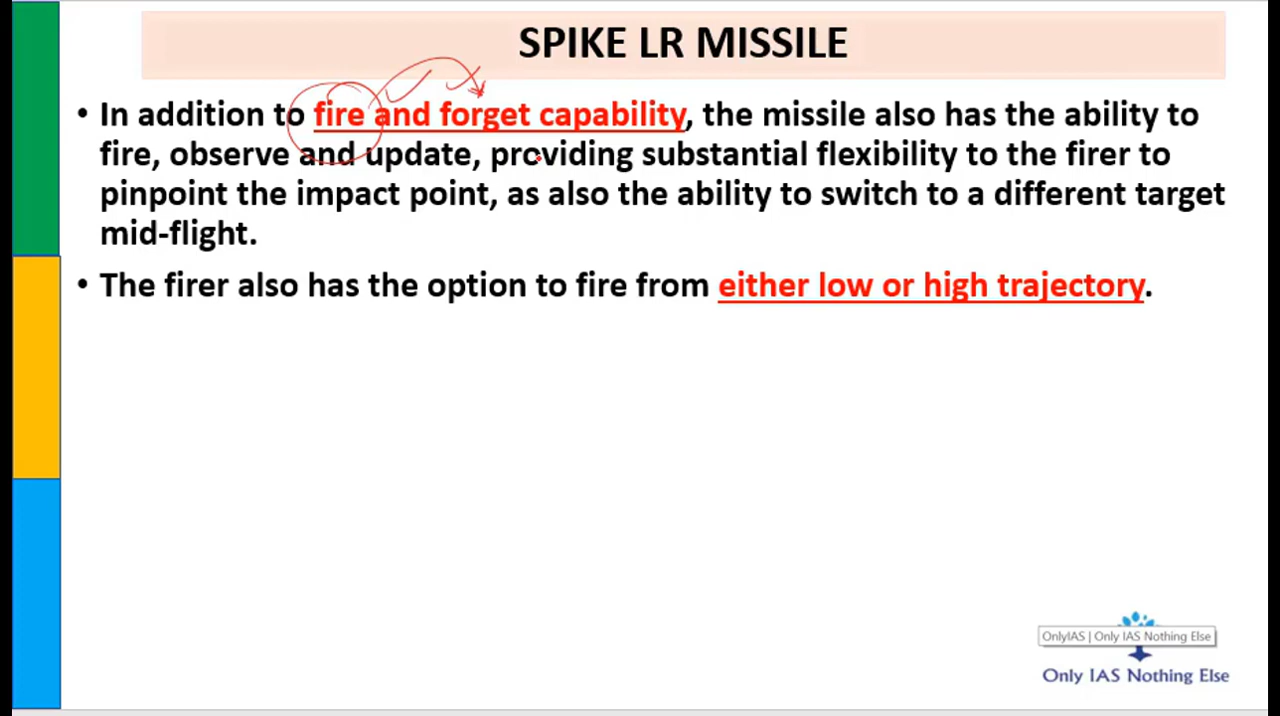 SPIKE LR MISSILE
• In addition to fire and forget capability, the missile also has the ability to
fire, observe and update, providing substantial flexibility to the firer to
pinpoint the impact point, as also the ability to switch to a different target
mid-flight.
• The firer also has the option to fire from either low or high trajectory.
OnlyIAS | Only IAS Nothing Else
Only IAS Nothing Else